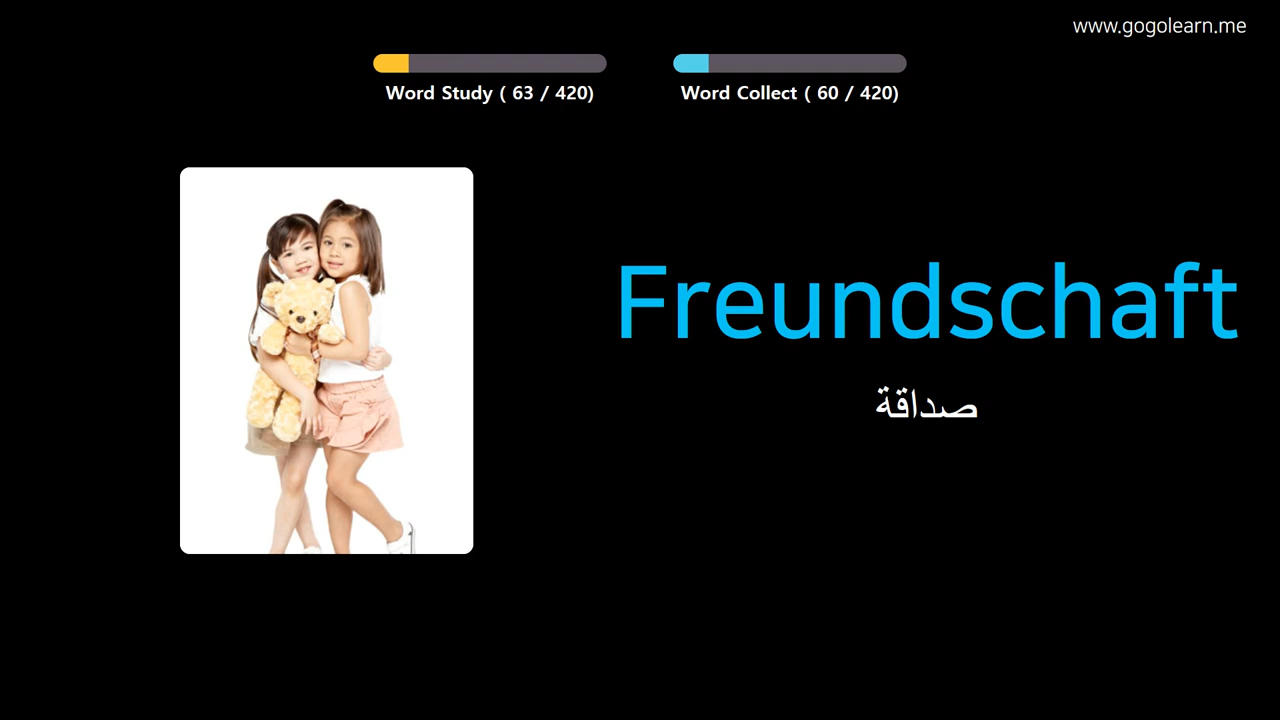 www.gogolearn.me
Word Study ( 63 / 420)
Word Collect ( 60 / 420)
Freundschaft
صداقة